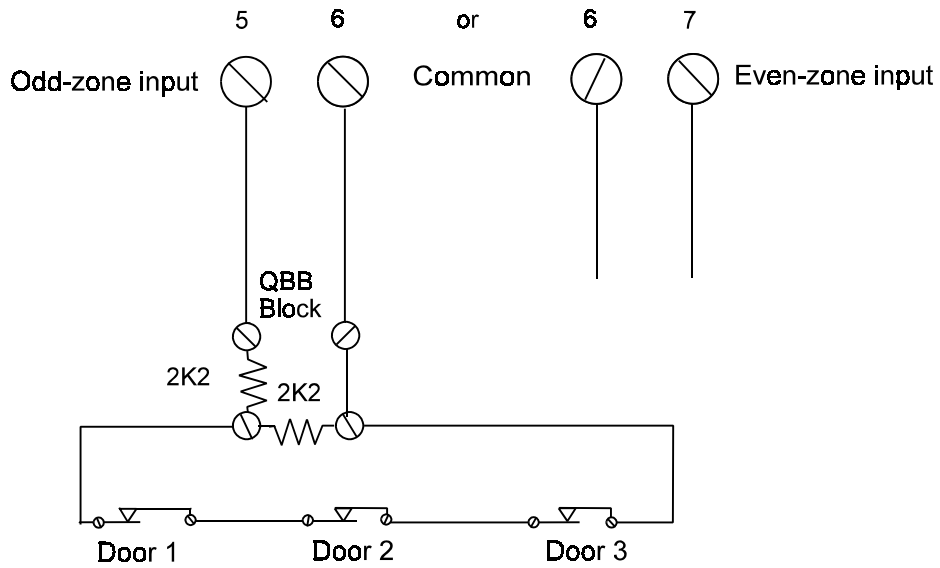 5 6 or 6 7
Odd-zone input Common Even-zone input
QBB
Block
2K2 2K2
Door 1 Door 2 Door 3